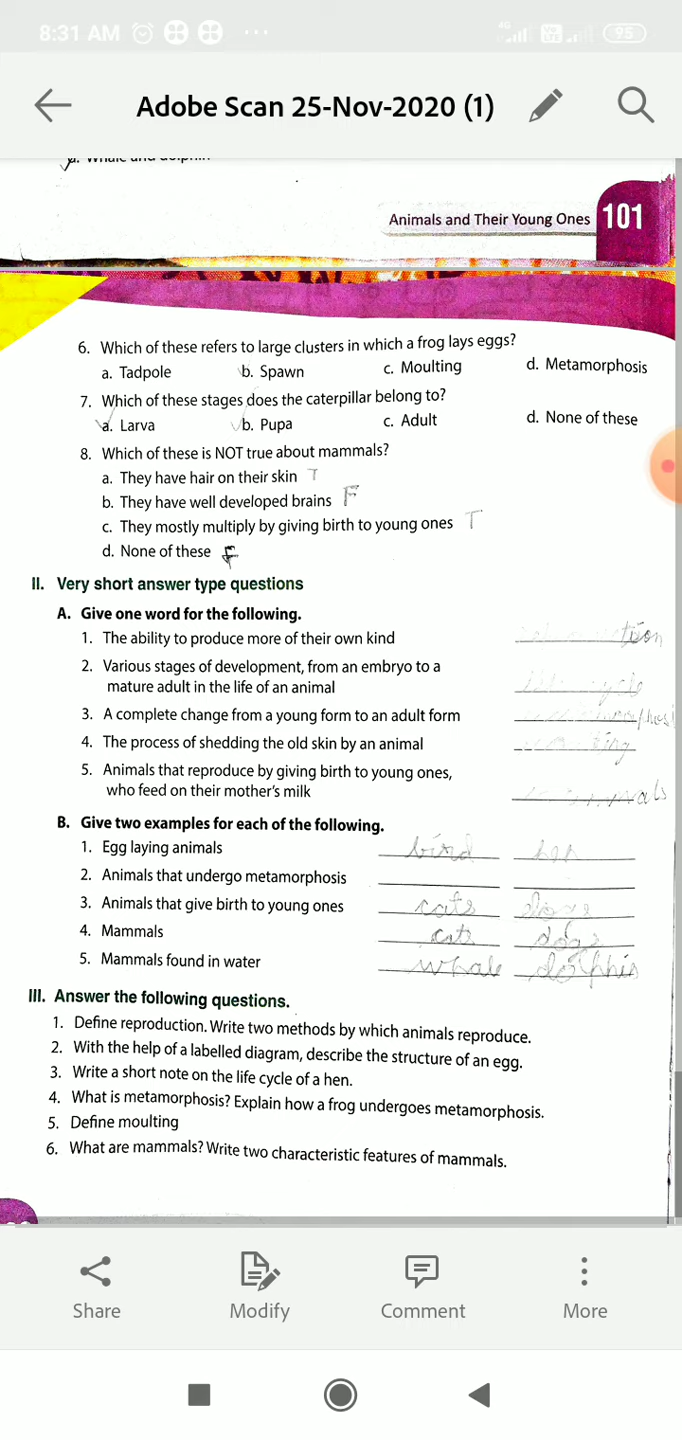 8:31 AM ...
4G VoLTE 95
Adobe Scan 25-Nov-2020 (1)
Animals and Their Young Ones 101
6. Which of these refers to large clusters in which a frog lays eggs?
a. Tadpole b. Spawn c. Moulting d. Metamorphosis
7. Which of these stages does the caterpillar belong to?
a. Larva b. Pupa c. Adult d. None of these
8. Which of these is NOT true about mammals?
a. They have hair on their skin T
b. They have well developed brains F
c. They mostly multiply by giving birth to young ones T
d. None of these F
II. Very short answer type questions
A. Give one word for the following.
1. The ability to produce more of their own kind
2. Various stages of development, from an embryo to a
mature adult in the life of an animal cycle
3. A complete change from a young form to an adult form
4. The process of shedding the old skin by an animal
5. Animals that reproduce by giving birth to young ones,
who feed on their mother's milk
B. Give two examples for each of the following.
1. Egg laying animals bird hen
2. Animals that undergo metamorphosis
3. Animals that give birth to young ones cats
4. Mammals cats dogs
5. Mammals found in water whale dolphin
III. Answer the following questions.
1. Define reproduction. Write two methods by which animals reproduce.
2. With the help of a labelled diagram, describe the structure of an egg.
3. Write a short note on the life cycle of a hen.
4. What is metamorphosis? Explain how a frog undergoes metamorphosis.
5. Define moulting
6. What are mammals? Write two characteristic features of mammals.
Share Modify Comment More